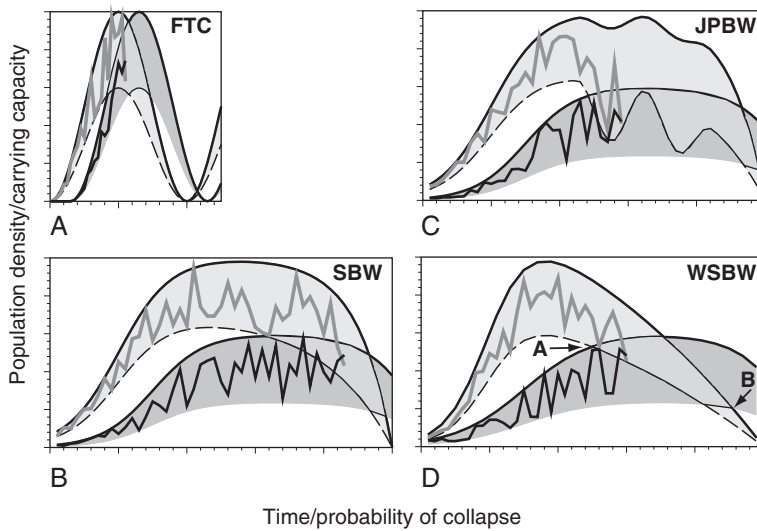 Population density/carrying capacity
FTC
A
JPBW
C
SBW
B
WSBW
A
B
D
Time/probability of collapse